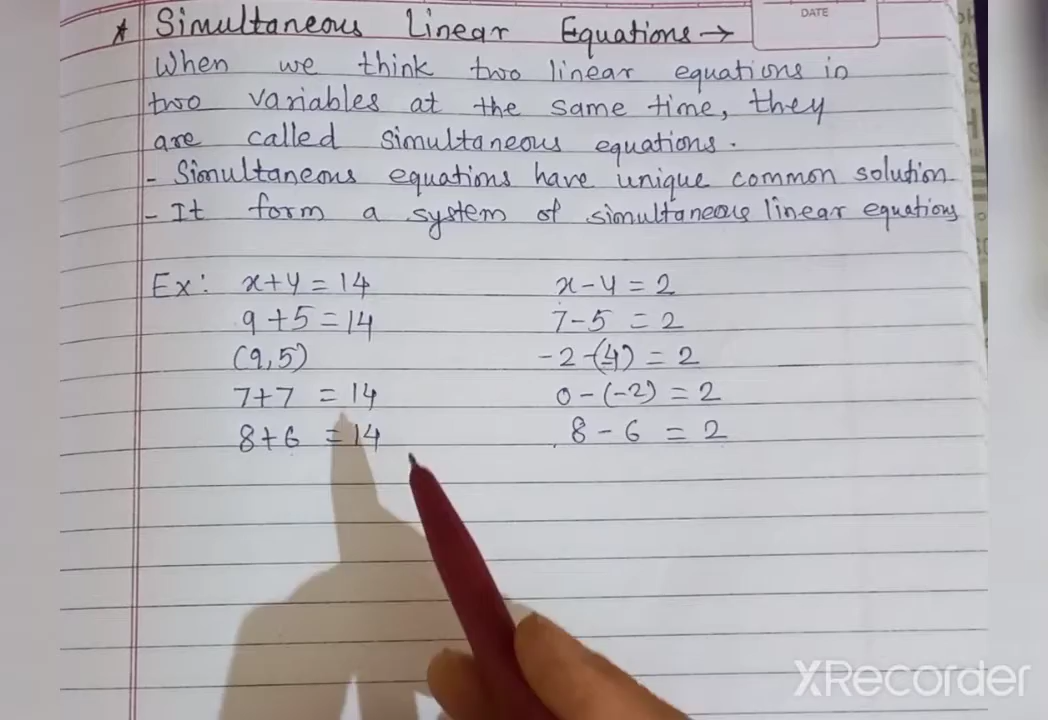 * Simultaneous Linear Equations →
DATE
When we think two linear equations in
two variables at the same time, they
are called simultaneous equations.
- Simultaneous equations have unique common solution
- It form a system of simultaneous linear equations
Ex: x+y = 14 x-y = 2
9+5 = 14 7-5 = 2
(9,5) -2-(4) = 2
7+7 = 14 0-(-2) = 2
8+6 = 14 8-6 = 2
XRecorder